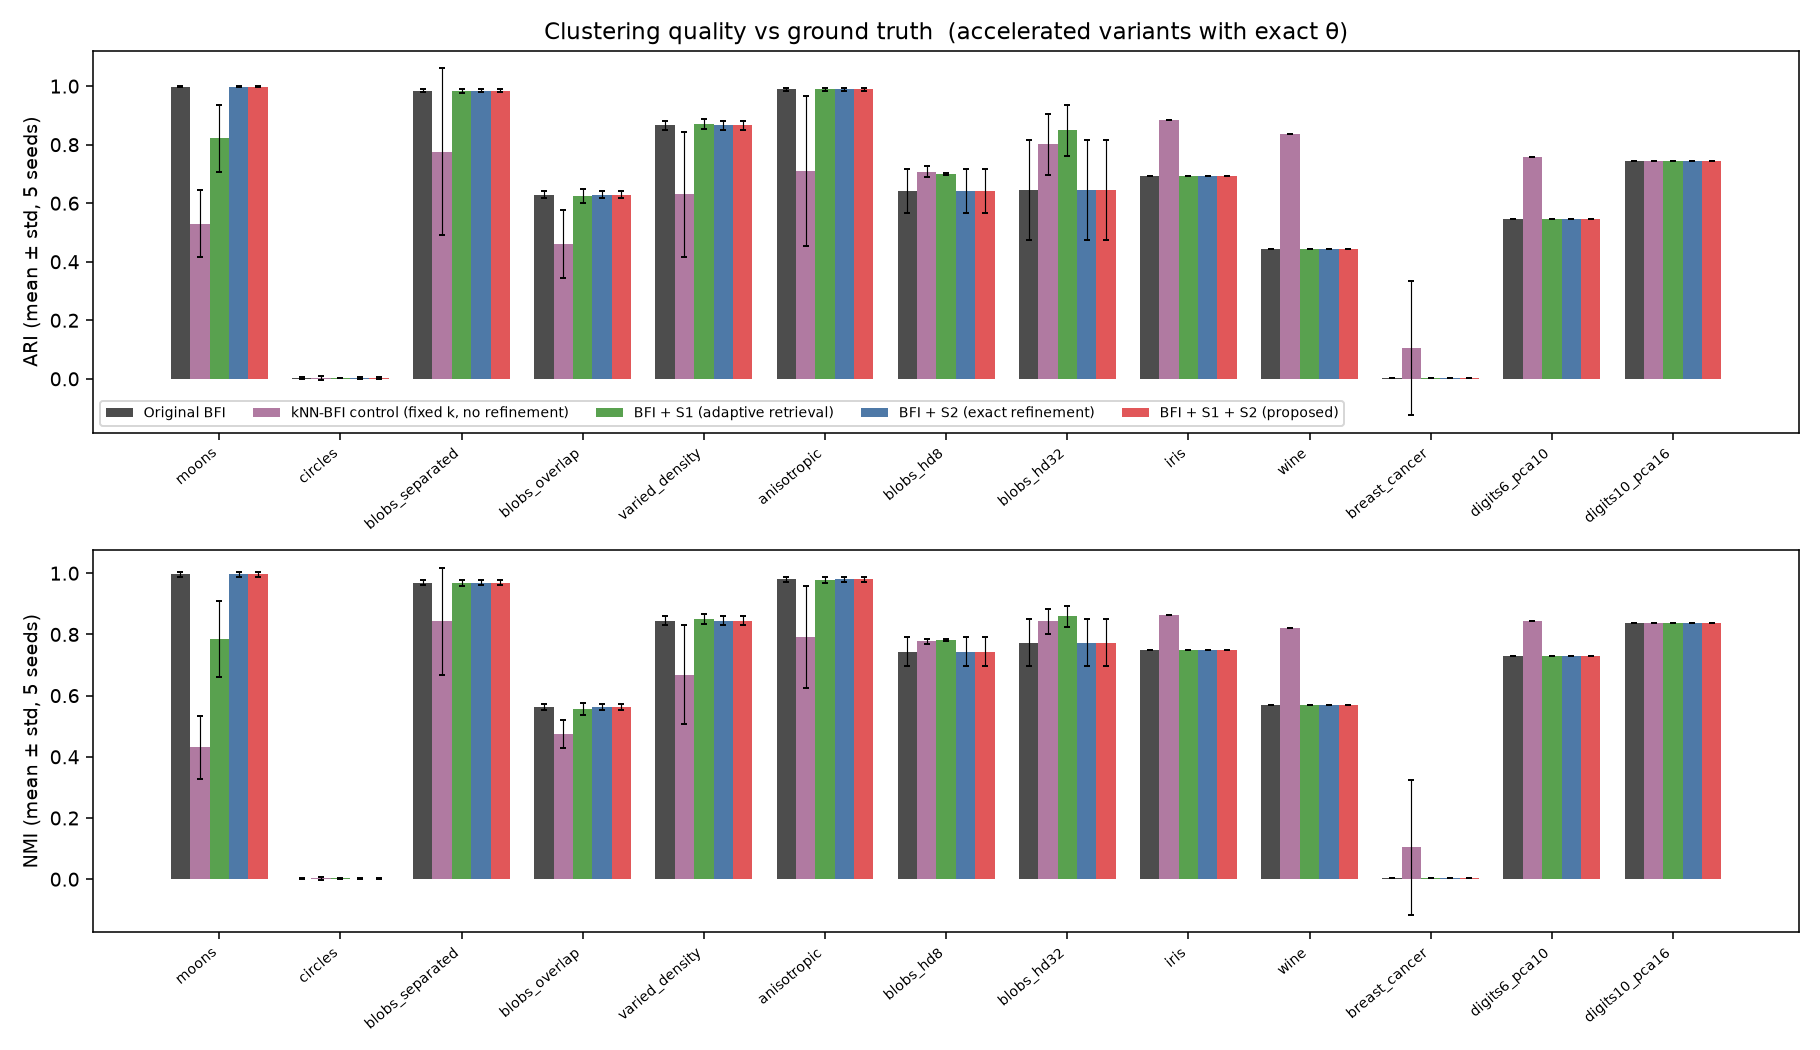 Clustering quality vs ground truth  (accelerated variants with exact θ)
ARI (mean ± std, 5 seeds)
1.0
0.8
0.6
0.4
0.2
0.0
Original BFI
kNN-BFI control (fixed k, no refinement)
BFI + S1 (adaptive retrieval)
BFI + S2 (exact refinement)
BFI + S1 + S2 (proposed)
moons
circles
blobs_separated
blobs_overlap
varied_density
anisotropic
blobs_hd8
blobs_hd32
iris
wine
breast_cancer
digits6_pca10
digits10_pca16
NMI (mean ± std, 5 seeds)
1.0
0.8
0.6
0.4
0.2
0.0
moons
circles
blobs_separated
blobs_overlap
varied_density
anisotropic
blobs_hd8
blobs_hd32
iris
wine
breast_cancer
digits6_pca10
digits10_pca16